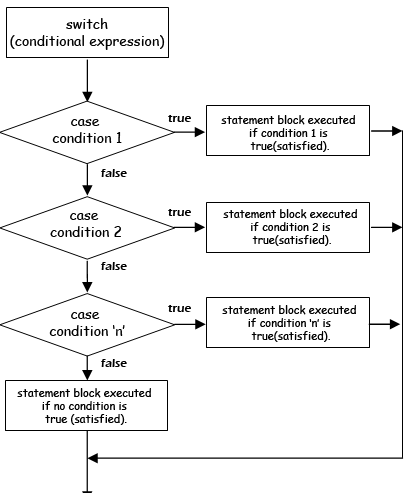 switch
(conditional expression)
case
condition 1
true
statement block executed
if condition 1 is
true(satisfied).
false
case
condition 2
true
statement block executed
if condition 2 is
true(satisfied).
false
case
condition 'n'
true
statement block executed
if condition 'n' is
true(satisfied).
false
statement block executed
if no condition is
true (satisfied).